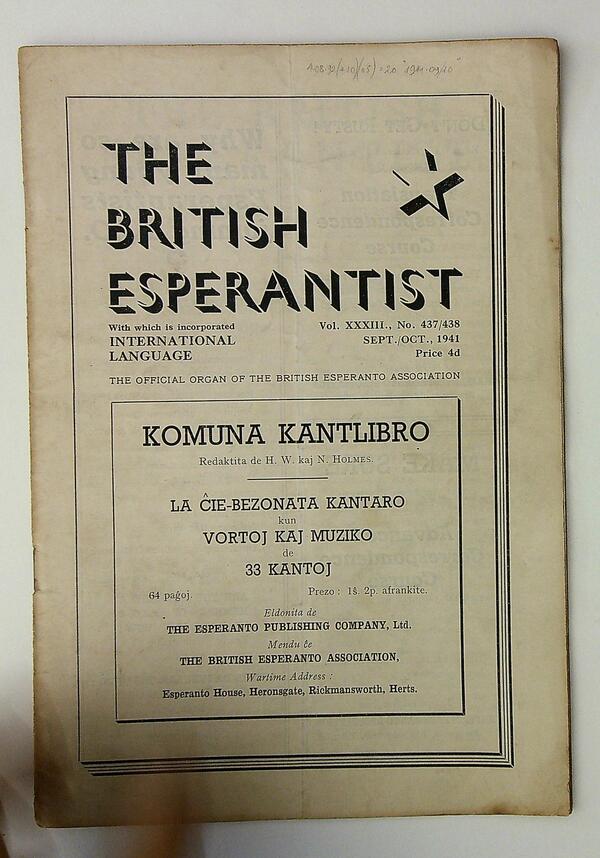 THE
BRITISH
ESPERANTIST
With which is incorporated
INTERNATIONAL
LANGUAGE
Vol. XXXIII., No. 437/438
SEPT./OCT., 1941
Price 4d
THE OFFICIAL ORGAN OF THE BRITISH ESPERANTO ASSOCIATION
KOMUNA KANTLIBRO
Redaktita de H. W. kaj N. HOLMES.
LA ĈIE-BEZONATA KANTARO
kun
VORTOJ KAJ MUZIKO
de
33 KANTOJ
64 paĝoj. Prezo : 1ŝ. 2p. afrankite.
Eldonita de
THE ESPERANTO PUBLISHING COMPANY, Ltd.
Mendu ĉe
THE BRITISH ESPERANTO ASSOCIATION,
Wartime Address :
Esperanto House, Heronsgate, Rickmansworth, Herts.